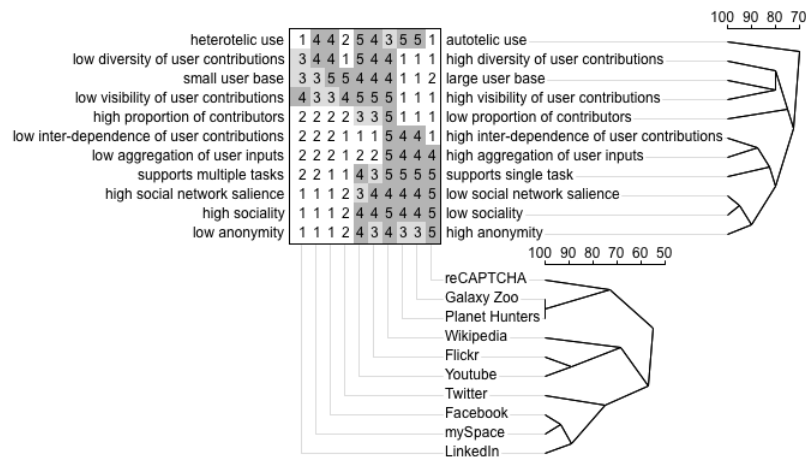 100 90 80 70
heterotelic use 1 4 4 2 5 4 3 5 5 1 autotelic use
low diversity of user contributions 3 4 4 1 5 4 4 1 1 1 high diversity of user contributions
small user base 3 3 5 5 4 4 4 1 1 2 large user base
low visibility of user contributions 4 3 3 4 5 5 5 1 1 1 high visibility of user contributions
high proportion of contributors 2 2 2 2 3 3 5 1 1 1 low proportion of contributors
low inter-dependence of user contributions 2 2 2 1 1 1 5 4 4 1 high inter-dependence of user contributions
low aggregation of user inputs 2 2 2 1 2 2 5 4 4 4 high aggregation of user inputs
supports multiple tasks 2 2 1 1 4 3 5 5 5 5 supports single task
high social network salience 1 1 1 2 3 4 4 4 4 5 low social network salience
high sociality 1 1 1 2 4 4 5 4 4 5 low sociality
low anonymity 1 1 1 2 4 3 4 3 3 5 high anonymity
100 90 80 70 60 50
reCAPTCHA
Galaxy Zoo
Planet Hunters
Wikipedia
Flickr
Youtube
Twitter
Facebook
mySpace
LinkedIn